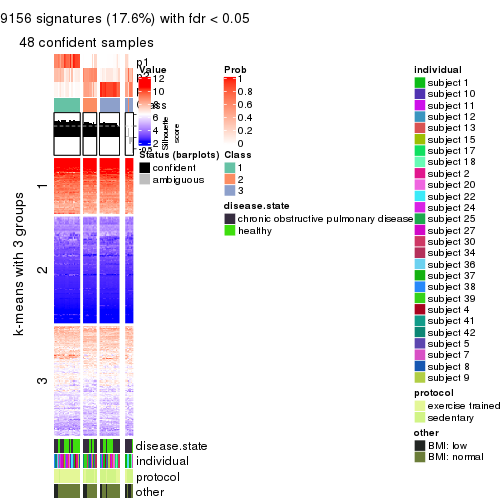 9156 signatures (17.6%) with fdr < 0.05
48 confident samples
p1
p2
Value
12
10
6
4
2
Silhouette
score
Status (barplots)
confident
ambiguous
Prob
1
0.8
0.6
0.4
0.2
0
Class
1
2
3
disease.state
chronic obstructive pulmonary disease
healthy
individual
subject 1
subject 10
subject 11
subject 12
subject 13
subject 15
subject 17
subject 18
subject 2
subject 20
subject 22
subject 24
subject 25
subject 27
subject 30
subject 34
subject 36
subject 37
subject 38
subject 39
subject 4
subject 41
subject 42
subject 5
subject 7
subject 8
subject 9
protocol
exercise trained
sedentary
other
BMI: low
BMI: normal
k-means with 3 groups
1
2
3
disease.state
individual
protocol
other